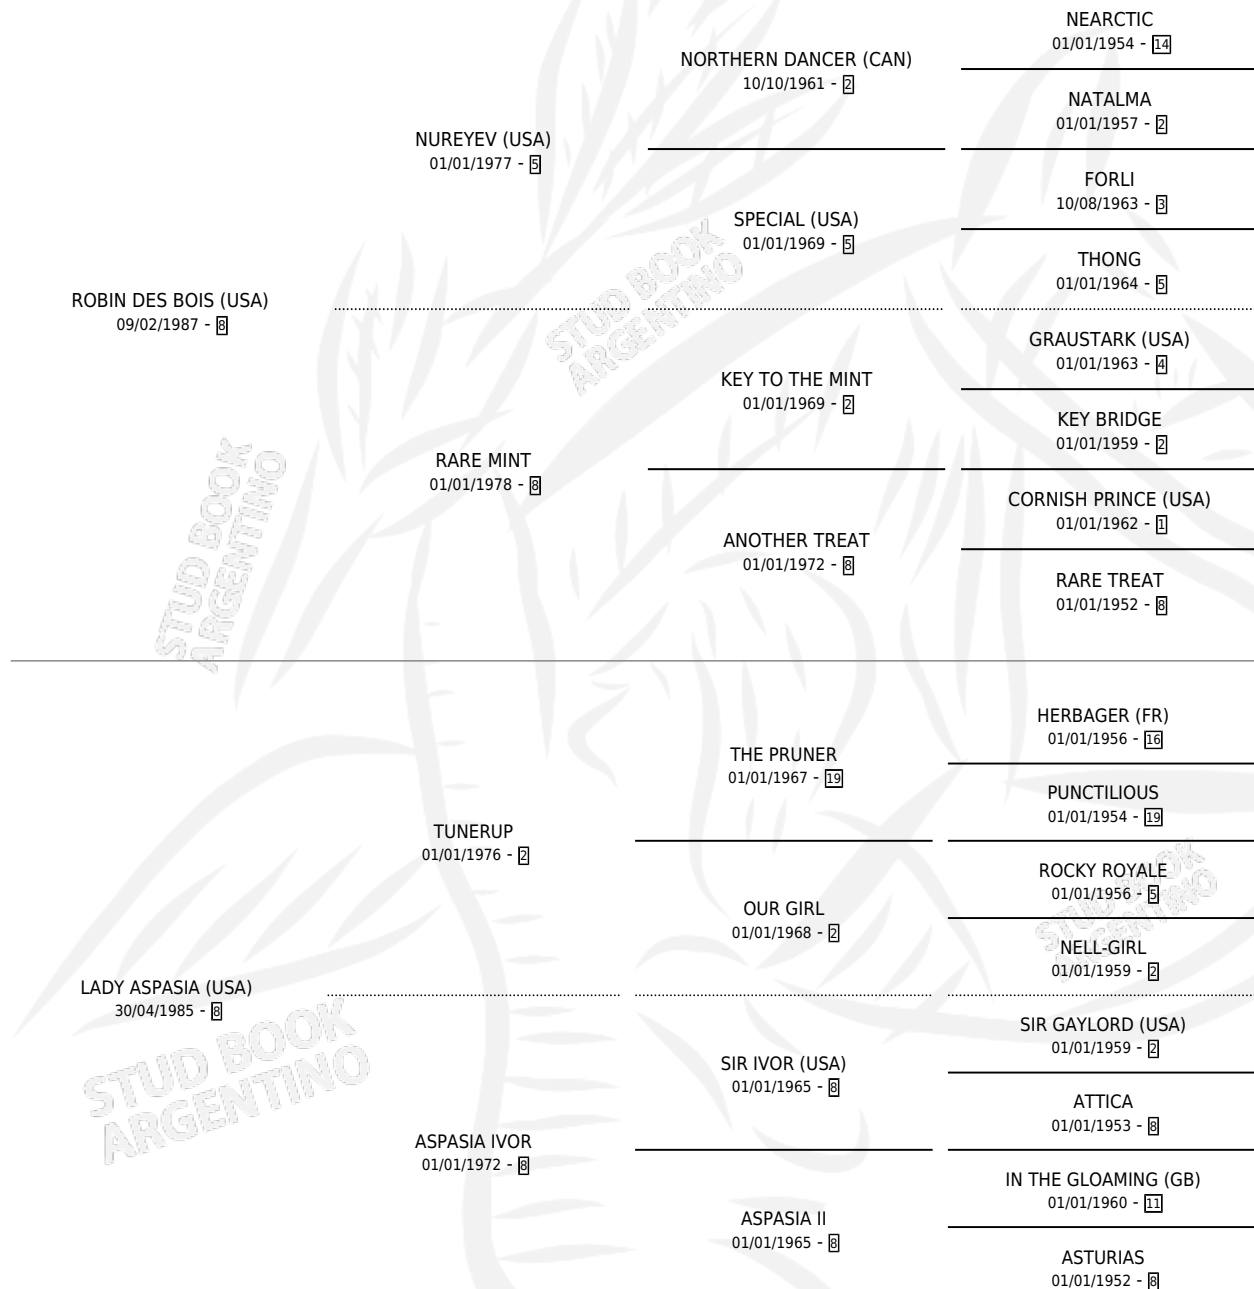 NEARCTIC
01/01/1954 - 14
NORTHERN DANCER (CAN)
10/10/1961 - 2
NATALMA
01/01/1957 - 2
NUREYEV (USA)
01/01/1977 - 5
FORLI
10/08/1963 - 3
SPECIAL (USA)
01/01/1969 - 5
THONG
01/01/1964 - 5
ROBIN DES BOIS (USA)
09/02/1987 - 8
GRAUSTARK (USA)
01/01/1963 - 4
KEY TO THE MINT
01/01/1969 - 2
KEY BRIDGE
01/01/1959 - 2
RARE MINT
01/01/1978 - 8
CORNISH PRINCE (USA)
01/01/1962 - 1
ANOTHER TREAT
01/01/1972 - 8
RARE TREAT
01/01/1952 - 8
HERBAGER (FR)
01/01/1956 - 16
THE PRUNER
01/01/1967 - 19
PUNCTILIOUS
01/01/1954 - 19
TUNERUP
01/01/1976 - 2
ROCKY ROYALE
01/01/1956 - 5
OUR GIRL
01/01/1968 - 2
NELL-GIRL
01/01/1959 - 2
LADY ASPASIA (USA)
30/04/1985 - 8
SIR GAYLORD (USA)
01/01/1959 - 2
SIR IVOR (USA)
01/01/1965 - 8
ATTICA
01/01/1953 - 8
ASPASIA IVOR
01/01/1972 - 8
IN THE GLOAMING (GB)
01/01/1960 - 11
ASPASIA II
01/01/1965 - 8
ASTURIAS
01/01/1952 - 8
STUD BOOK
ARGENTINO
STUD BOOK
ARGENTINO
STUD BOOK
ARGENTINO
STUD BOOK
ARGENTINO